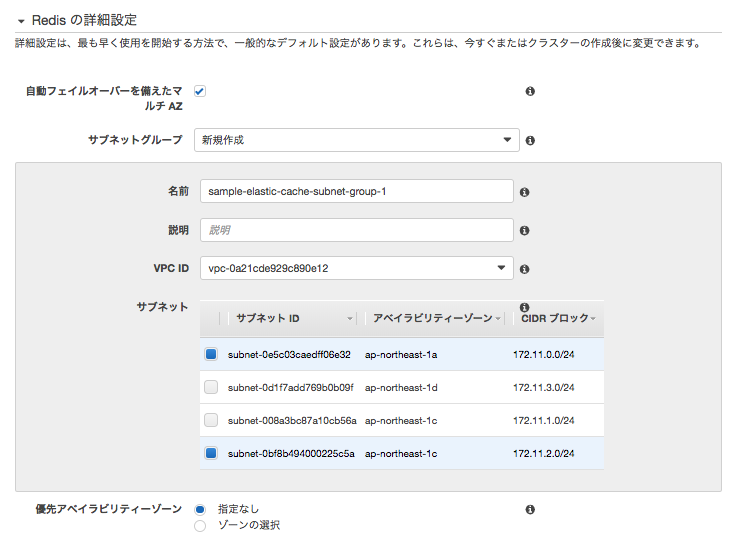 Redis の詳細設定
詳細設定は、最も早く使用を開始する方法で、一般的なデフォルト設定があります。これらは、今すぐまたはクラスターの作成後に変更できます。
自動フェイルオーバーを備えたマ
ルチ AZ
サブネットグループ 新規作成
名前 sample-elastic-cache-subnet-group-1
説明 説明
VPC ID vpc-0a21cde929c890e12
サブネット
サブネット ID アベイラビリティーゾーン CIDR ブロック
subnet-0e5c03caedff06e32 ap-northeast-1a 172.11.0.0/24
subnet-0d1f7add769b0b09f ap-northeast-1d 172.11.3.0/24
subnet-008a3bc87a10cb56a ap-northeast-1c 172.11.1.0/24
subnet-0bf8b494000225c5a ap-northeast-1c 172.11.2.0/24
優先アベイラビリティーゾーン 指定なし
ゾーンの選択